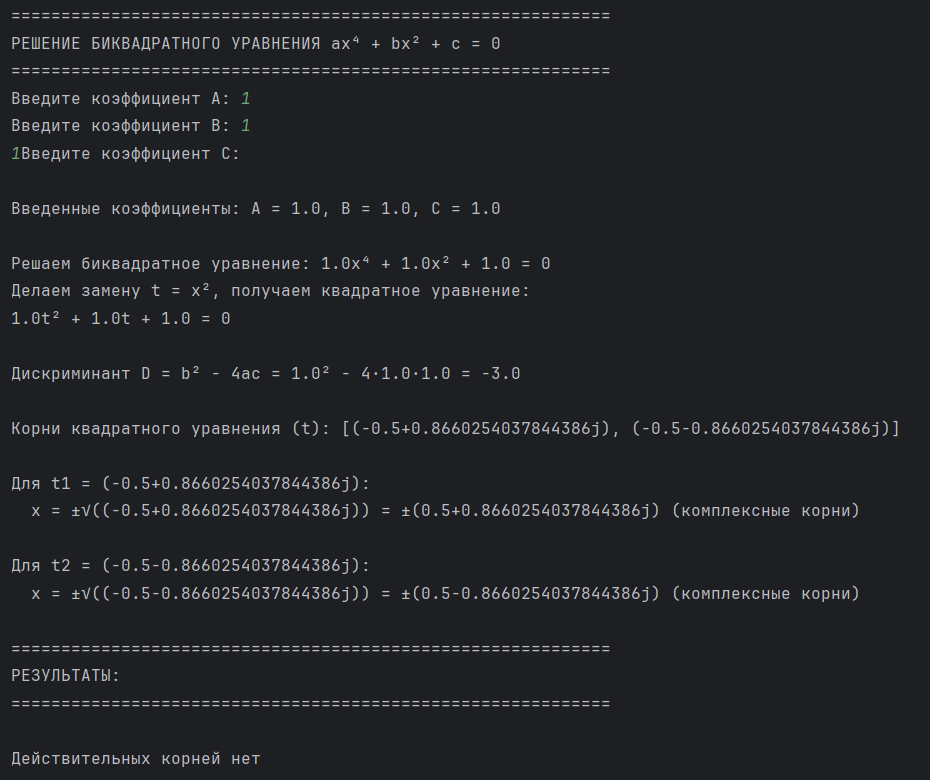 ============================================================
РЕШЕНИЕ БИКВАДРАТНОГО УРАВНЕНИЯ ax⁴ + bx² + c = 0
============================================================
Введите коэффициент A: 1
Введите коэффициент B: 1
1Введите коэффициент C:
Введенные коэффициенты: A = 1.0, B = 1.0, C = 1.0
Решаем биквадратное уравнение: 1.0x⁴ + 1.0x² + 1.0 = 0
Делаем замену t = x², получаем квадратное уравнение:
1.0t² + 1.0t + 1.0 = 0
Дискриминант D = b² - 4ac = 1.0² - 4·1.0·1.0 = -3.0
Корни квадратного уравнения (t): [(-0.5+0.8660254037844386j), (-0.5-0.8660254037844386j)]
Для t1 = (-0.5+0.8660254037844386j):
  x = ±√((-0.5+0.8660254037844386j)) = ±(0.5+0.8660254037844386j) (комплексные корни)
Для t2 = (-0.5-0.8660254037844386j):
  x = ±√((-0.5-0.8660254037844386j)) = ±(0.5-0.8660254037844386j) (комплексные корни)
============================================================
РЕЗУЛЬТАТЫ:
============================================================
Действительных корней нет